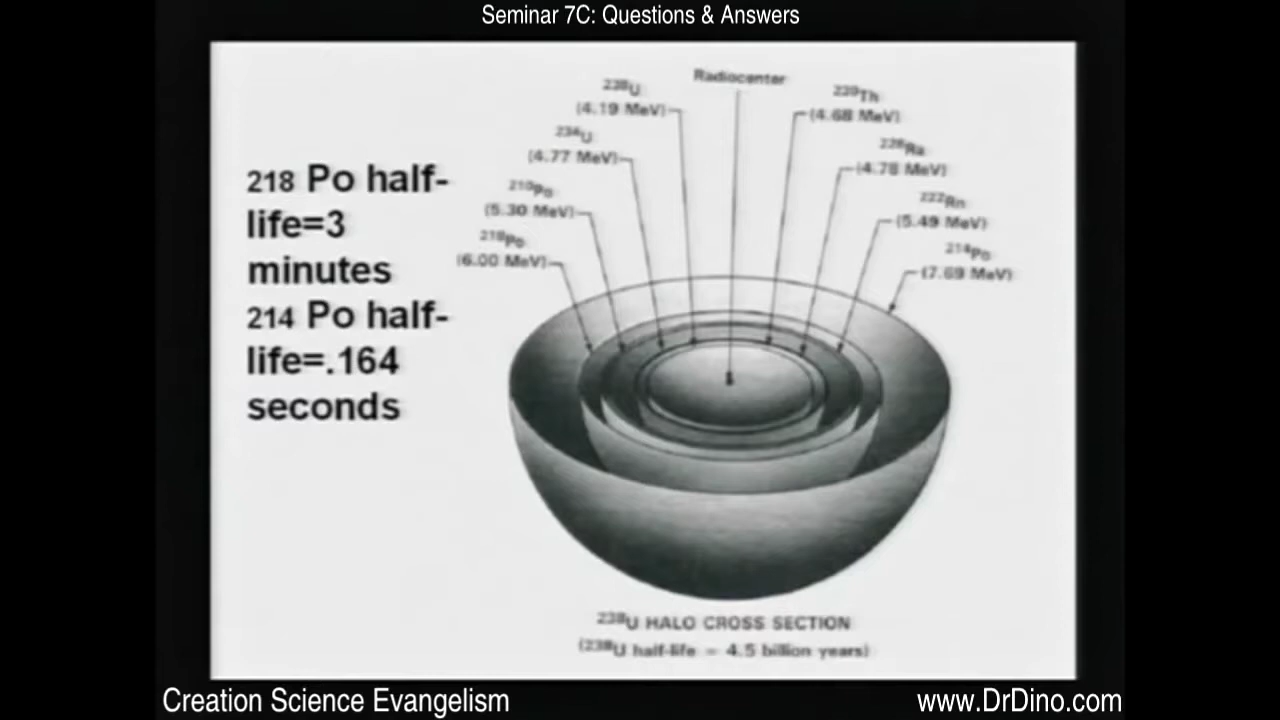 Seminar 7C: Questions & Answers
Radiocenter
238U
(4.19 MeV)
234U
(4.77 MeV)
210Po
(5.30 MeV)
218Po
(6.00 MeV)
230Th
(4.68 MeV)
226Ra
(4.78 MeV)
222Rn
(5.49 MeV)
214Po
(7.69 MeV)
218 Po half-
life=3
minutes
214 Po half-
life=.164
seconds
238U HALO CROSS SECTION
(238U half-life = 4.5 billion years)
Creation Science Evangelism
www.DrDino.com